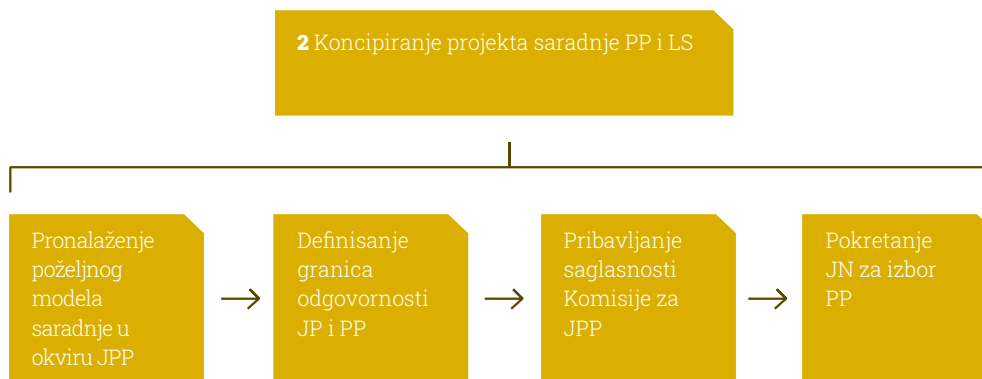 2 Koncipiranje projekta saradnje PP i LS
Pronalaženje
poželjnog
modela
saradnje u
okviru JPP
Definisanje
granica
odgovornosti
JP i PP
Pribavljanje
saglasnosti
Komisije za
JPP
Pokretanje
JN za izbor
PP